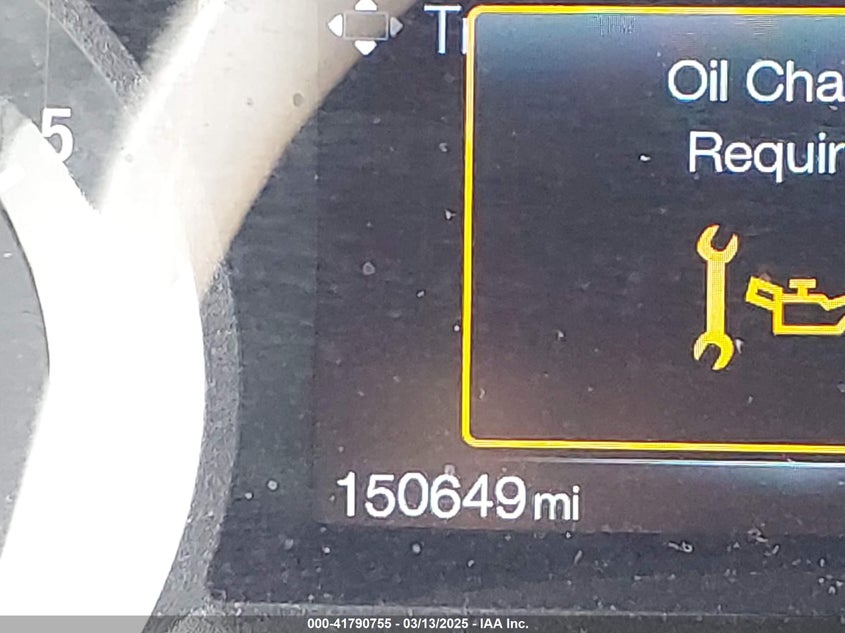 5
Oil Cha
Requir
150649 mi
000-41790755 - 03/13/2025 - IAA Inc.